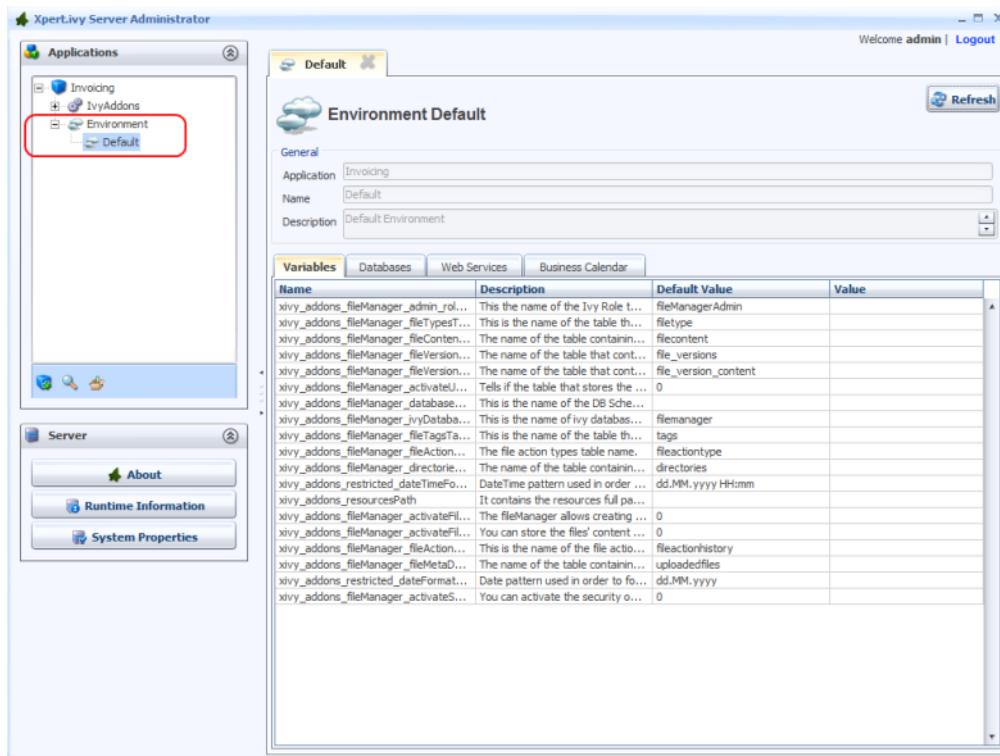 Xpert.ivy Server Administrator
Welcome admin | Logout
Applications
Invoicing
IvyAddons
Environment
Default
Server
About
Runtime Information
System Properties
Default
Environment Default
Refresh
General
Application Invoicing
Name Default
Description Default Environment
Variables Databases Web Services Business Calendar
Name Description Default Value Value
xivy_addons_fileManager_admin_rol... This the name of the Ivy Role t... fileManagerAdmin
xivy_addons_fileManager_fileTypesT... This is the name of the table th... filetype
xivy_addons_fileManager_fileConten... The name of the table containin... filecontent
xivy_addons_fileManager_fileVersion... The name of the table that cont... file_versions
xivy_addons_fileManager_fileVersion... The name of the table that cont... file_version_content
xivy_addons_fileManager_activateU... Tells if the table that stores the ... 0
xivy_addons_fileManager_database... This is the name of the DB Sche...
xivy_addons_fileManager_ivyDataba... This is the name of ivy databas... filemanager
xivy_addons_fileManager_fileTagsTa... This is the name of the table th... tags
xivy_addons_fileManager_fileAction... The file action types table name. fileactiontype
xivy_addons_fileManager_directorie... The name of the table containin... directories
xivy_addons_restricted_dateTimeFo... DateTime pattern used in order ... dd.MM.yyyy HH:mm
xivy_addons_resourcesPath It contains the resources full pa...
xivy_addons_fileManager_activateFil... The fileManager allows creating ... 0
xivy_addons_fileManager_activateFil... You can store the files' content ... 0
xivy_addons_fileManager_fileAction... This is the name of the file actio... fileactionhistory
xivy_addons_fileManager_fileMetaD... The name of the table containin... uploadedfiles
xivy_addons_restricted_dateFormat... Date pattern used in order to fo... dd.MM.yyyy
xivy_addons_fileManager_activateS... You can activate the security o... 0